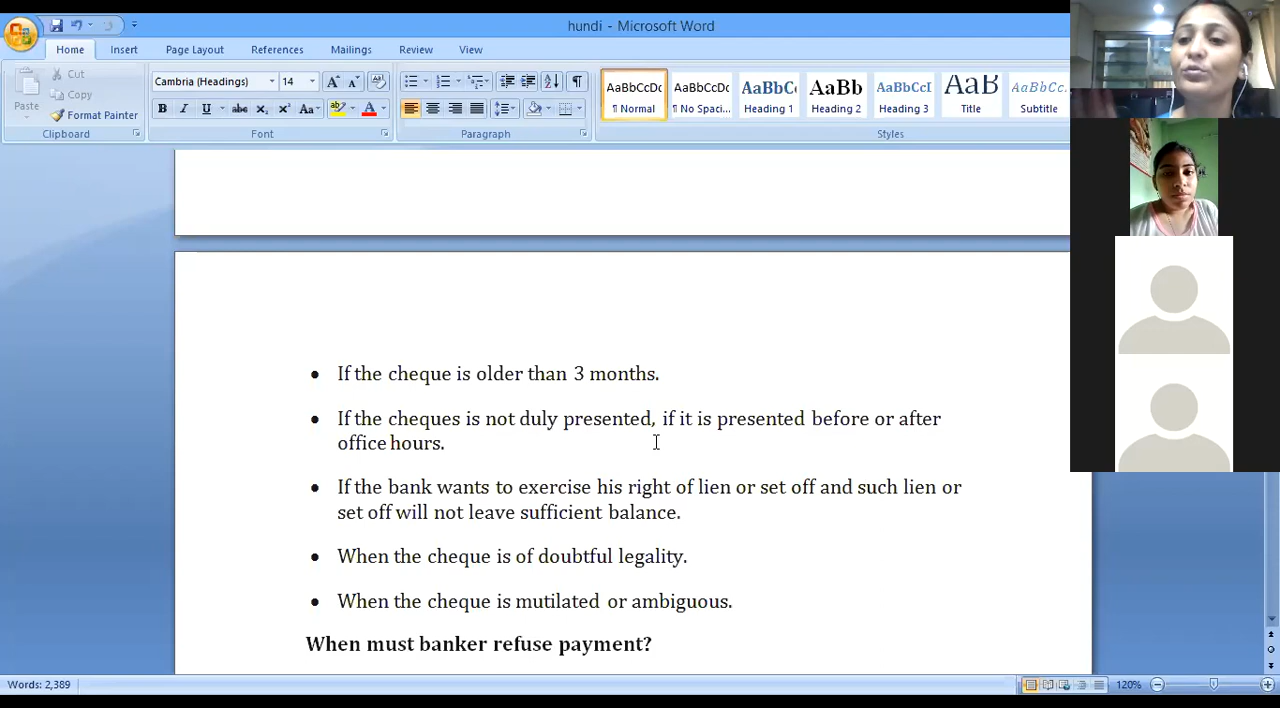 hundi - Microsoft Word
Home Insert Page Layout References Mailings Review View
Cut
Copy
Format Painter
Paste
Clipboard
Cambria (Headings) 14
Font
Paragraph
AaBbCcDc AaBbCcDc AaBbC AaBb AaBbCcI AaB AaBbCc.
¶ Normal ¶ No Spaci... Heading 1 Heading 2 Heading 3 Title Subtitle
Styles
• If the cheque is older than 3 months.
• If the cheques is not duly presented, if it is presented before or after
office hours.
• If the bank wants to exercise his right of lien or set off and such lien or
set off will not leave sufficient balance.
• When the cheque is of doubtful legality.
• When the cheque is mutilated or ambiguous.
When must banker refuse payment?
Words: 2,389
120%